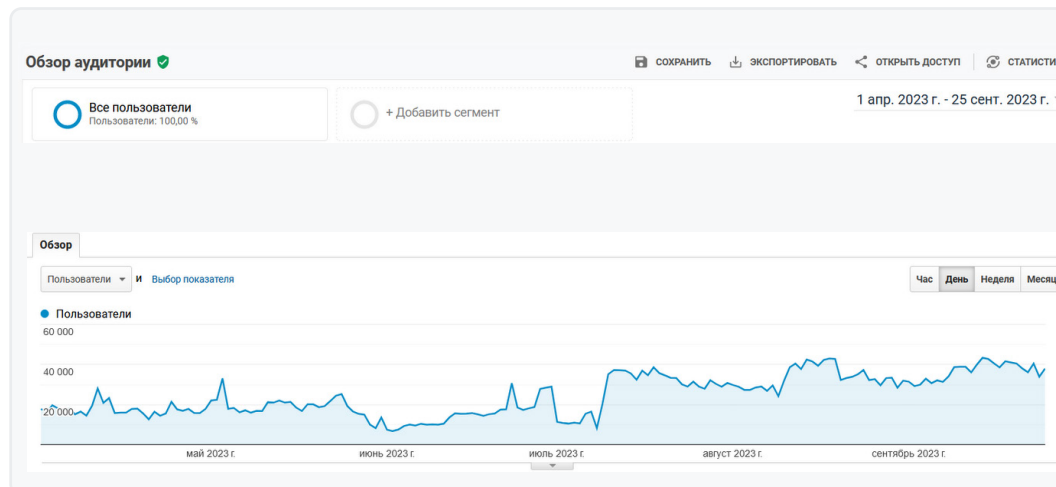 Обзор аудитории
СОХРАНИТЬ ЭКСПОРТИРОВАТЬ ОТКРЫТЬ ДОСТУП СТАТИСТИ
Все пользователи
Пользователи: 100,00 %
+ Добавить сегмент
1 апр. 2023 г. - 25 сент. 2023 г.
Обзор
Пользователи И Выбор показателя
Час День Неделя Месяц
Пользователи
60 000
40 000
20 000
май 2023 г. июнь 2023 г. июль 2023 г. август 2023 г. сентябрь 2023 г.